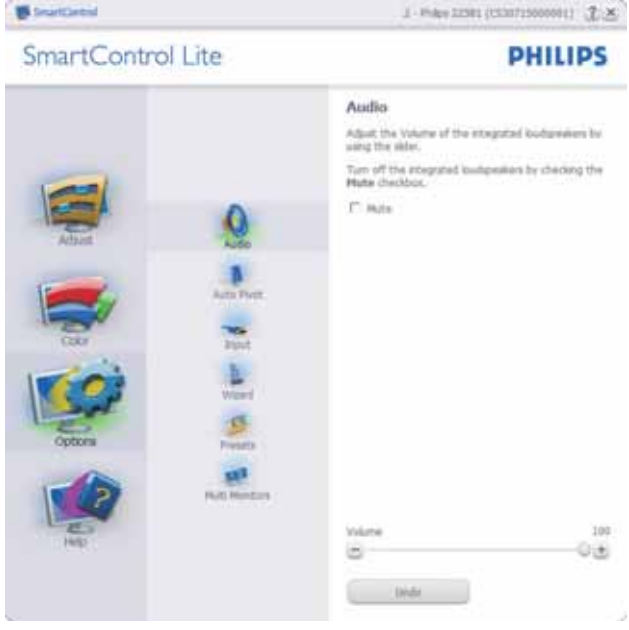 SmartControl
SmartControl Lite
PHILIPS
Adjust
Color
Options
Help
Audio
Auto Pivot
Input
Wizard
Presets
Multi Monitors
Audio
Adjust the Volume of the integrated loudspeakers by
using the slider.
Turn off the integrated loudspeakers by checking the
Mute checkbox.
Mute
Volume
100
Undo